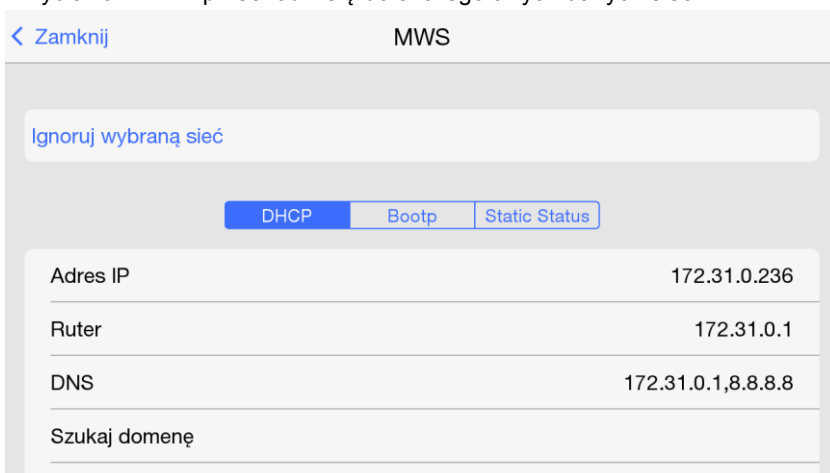 Zamknij MWS
Ignoruj wybraną sieć
DHCP Bootp Static Status
Adres IP 172.31.0.236
Ruter 172.31.0.1
DNS 172.31.0.1,8.8.8.8
Szukaj domenę